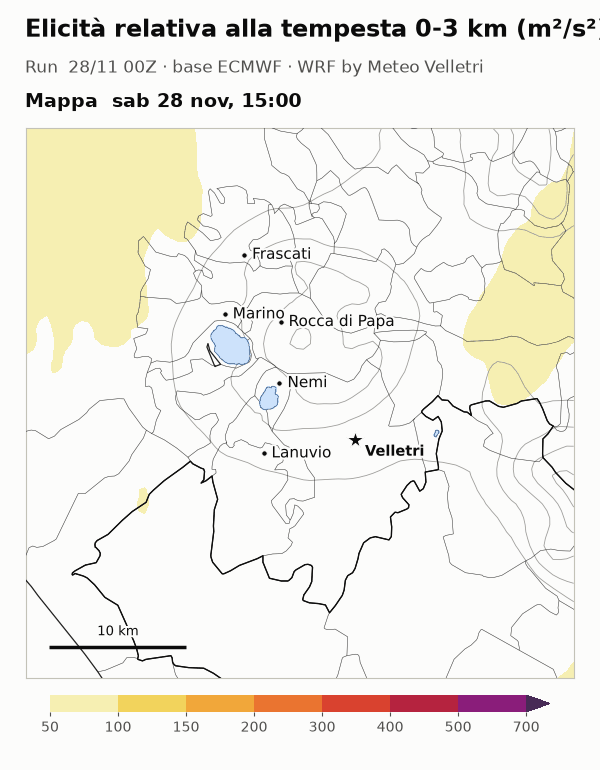 Elicità relativa alla tempesta 0-3 km (m²/s²)
Run 28/11 00Z · base ECMWF · WRF by Meteo Velletri
Mappa sab 28 nov, 15:00
Frascati
Marino
Rocca di Papa
Nemi
Velletri
Lanuvio
10 km
50 100 150 200 300 400 500 700